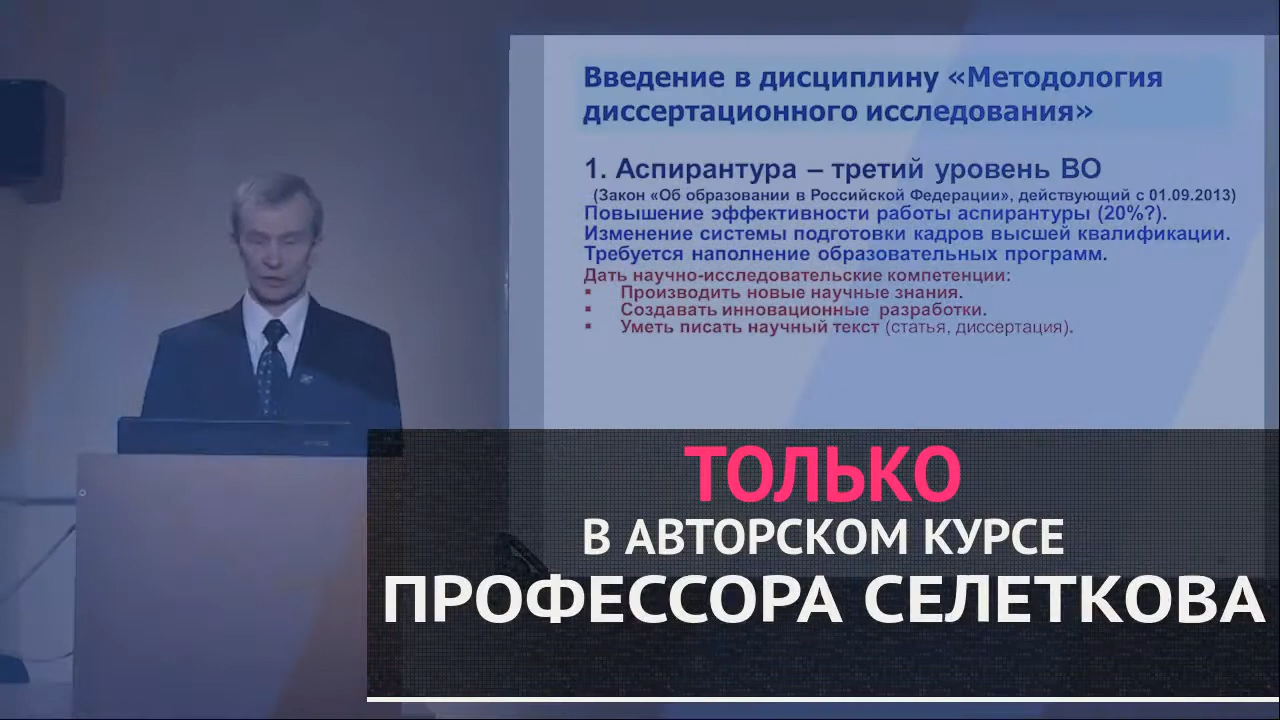 Введение в дисциплину «Методология
диссертационного исследования»
1. Аспирантура – третий уровень ВО
(Закон «Об образовании в Российской Федерации», действующий с 01.09.2013)
Повышение эффективности работы аспирантуры (20%?).
Изменение системы подготовки кадров высшей квалификации.
Требуется наполнение образовательных программ.
Дать научно-исследовательские компетенции:
▪ Производить новые научные знания.
▪ Создавать инновационные разработки.
▪ Уметь писать научный текст (статья, диссертация).
ТОЛЬКО
В АВТОРСКОМ КУРСЕ
ПРОФЕССОРА СЕЛЕТКОВА